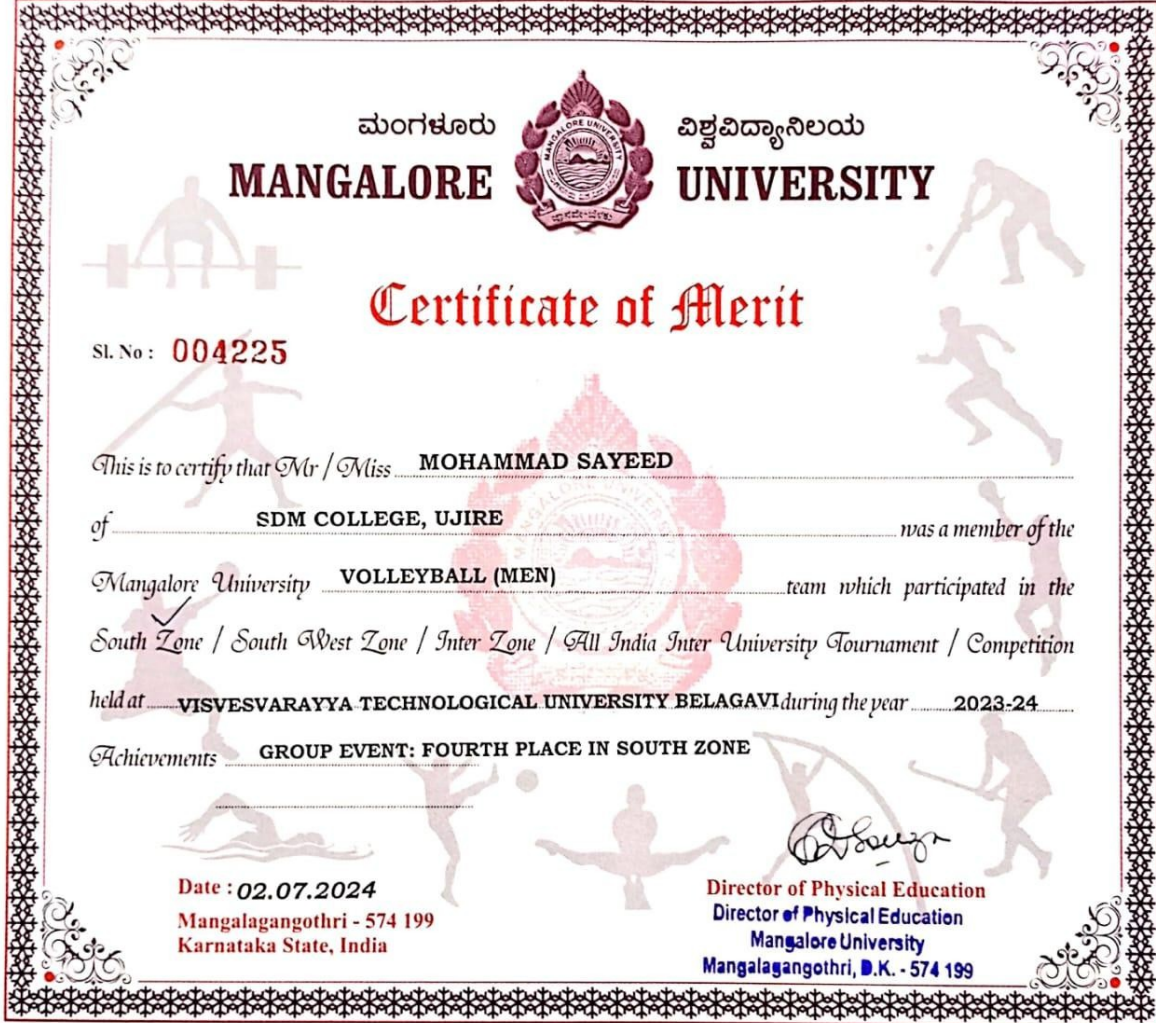 ಮಂಗಳೂರು ವಿಶ್ವವಿದ್ಯಾನಿಲಯ
MANGALORE UNIVERSITY
MANGALORE UNIVERSITY
Certificate of Merit
Sl. No : 004225
This is to certify that Mr / Miss MOHAMMAD SAYEED
of SDM COLLEGE, UJIRE was a member of the
Mangalore University VOLLEYBALL (MEN) team which participated in the
South Zone / South West Zone / Inter Zone / All India Inter University Tournament / Competition
held at VISVESVARAYYA TECHNOLOGICAL UNIVERSITY BELAGAVI during the year 2023-24
Achievements GROUP EVENT: FOURTH PLACE IN SOUTH ZONE
Date : 02.07.2024
Mangalagangothri - 574 199
Karnataka State, India
Director of Physical Education
Director of Physical Education
Mangalore University
Mangalagangothri, D.K. - 574 199